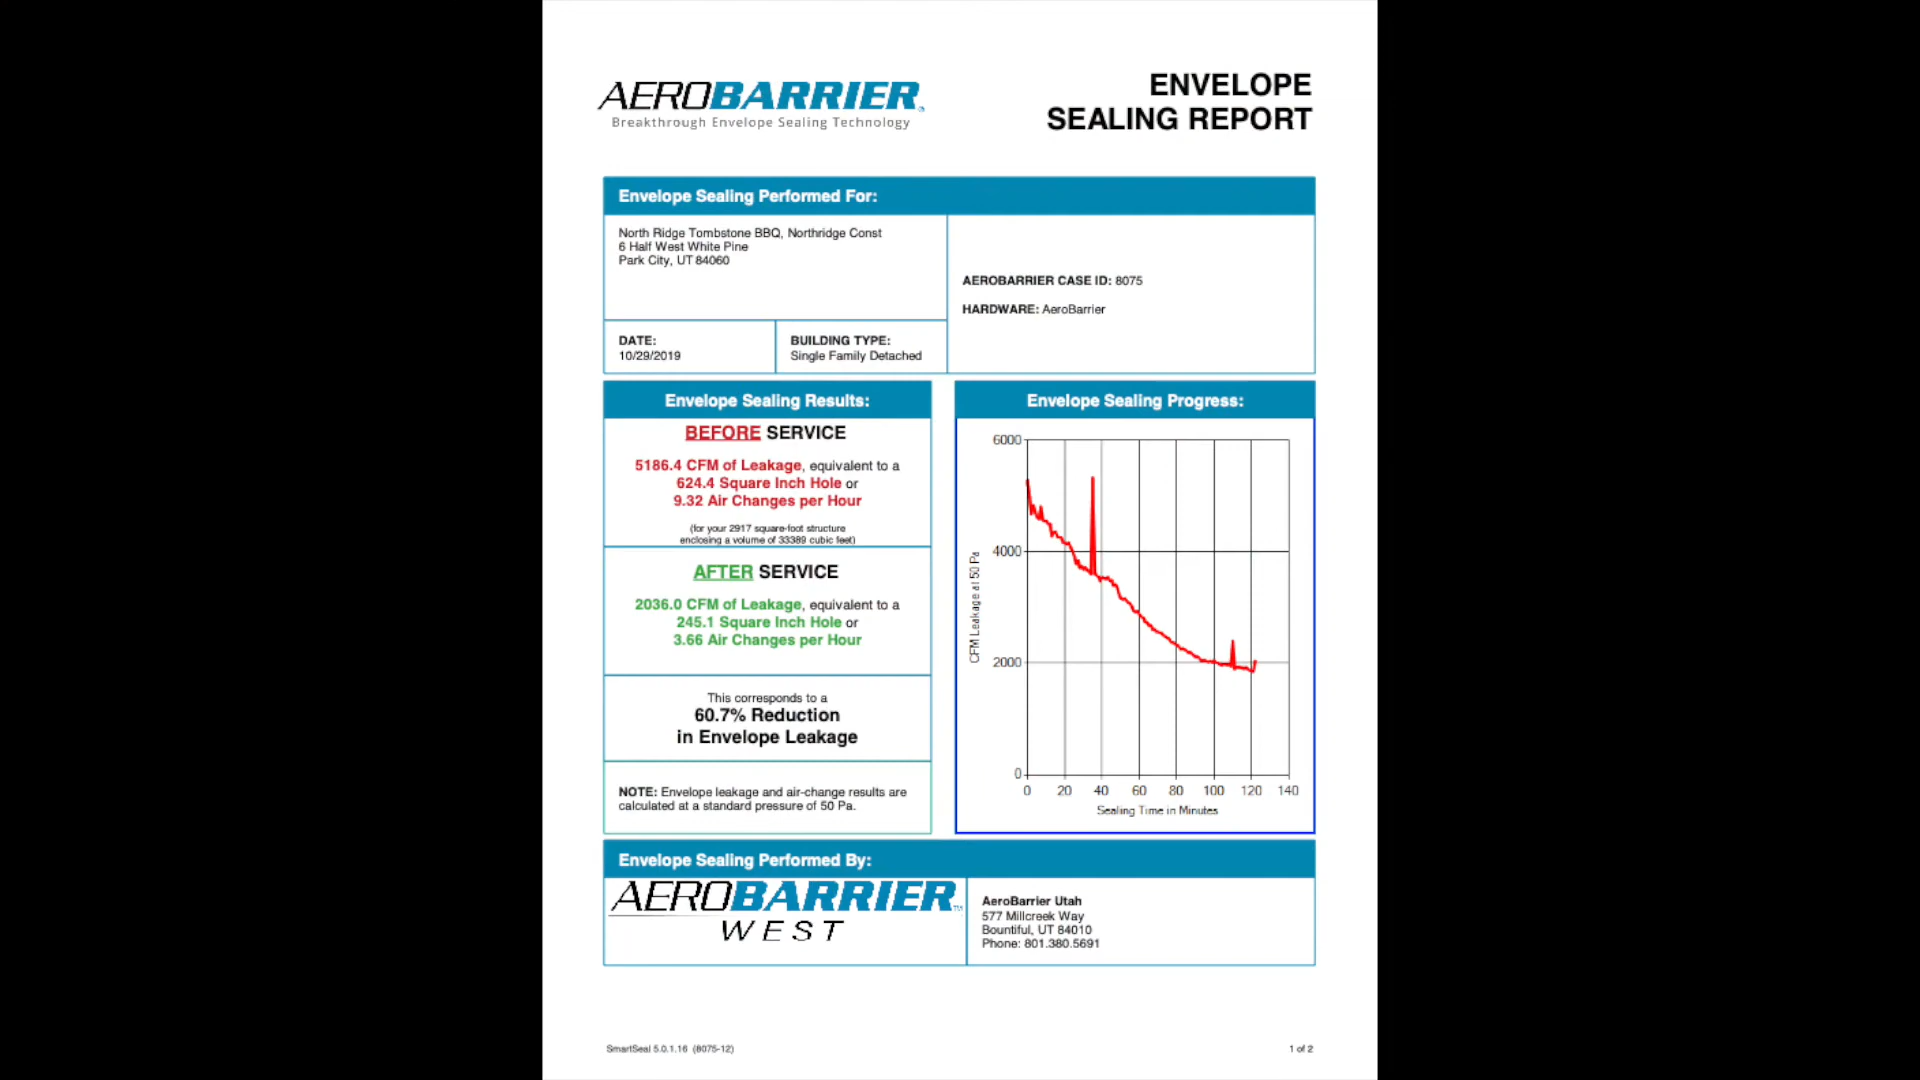 AEROBARRIER
Breakthrough Envelope Sealing Technology
ENVELOPE
SEALING REPORT
Envelope Sealing Performed For:
North Ridge Tombstone BBQ, Northridge Const
6 Half West White Pine
Park City, UT 84060
AEROBARRIER CASE ID: 8075
HARDWARE: AeroBarrier
DATE:
10/29/2019
BUILDING TYPE:
Single Family Detached
Envelope Sealing Results:
BEFORE SERVICE
5186.4 CFM of Leakage, equivalent to a
624.4 Square Inch Hole or
9.32 Air Changes per Hour
(for your 2917 square-foot structure
enclosing a volume of 33389 cubic feet)
AFTER SERVICE
2036.0 CFM of Leakage, equivalent to a
245.1 Square Inch Hole or
3.66 Air Changes per Hour
This corresponds to a
60.7% Reduction
in Envelope Leakage
NOTE: Envelope leakage and air-change results are
calculated at a standard pressure of 50 Pa.
Envelope Sealing Progress:
6000
4000
2000
0
CFM Leakage at 50 Pa
0 20 40 60 80 100 120 140
Sealing Time in Minutes
Envelope Sealing Performed By:
AEROBARRIER™
WEST
AeroBarrier Utah
577 Millcreek Way
Bountiful, UT 84010
Phone: 801.380.5691
SmartSeal 5.0.1.16 (8075-12)
1 of 2